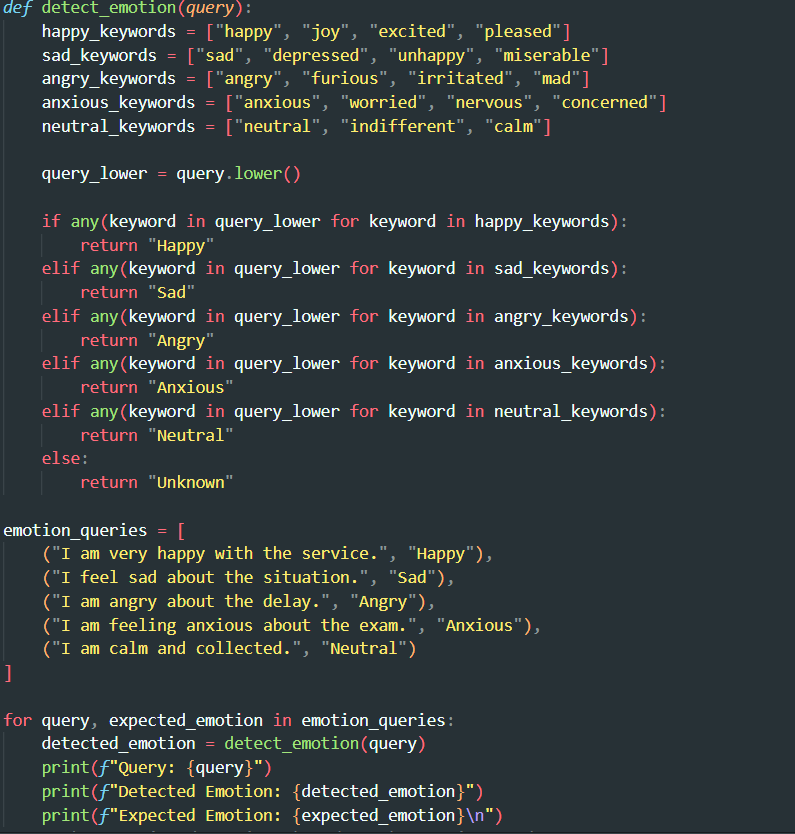 def detect_emotion(query):
    happy_keywords = ["happy", "joy", "excited", "pleased"]
    sad_keywords = ["sad", "depressed", "unhappy", "miserable"]
    angry_keywords = ["angry", "furious", "irritated", "mad"]
    anxious_keywords = ["anxious", "worried", "nervous", "concerned"]
    neutral_keywords = ["neutral", "indifferent", "calm"]

    query_lower = query.lower()

    if any(keyword in query_lower for keyword in happy_keywords):
        return "Happy"
    elif any(keyword in query_lower for keyword in sad_keywords):
        return "Sad"
    elif any(keyword in query_lower for keyword in angry_keywords):
        return "Angry"
    elif any(keyword in query_lower for keyword in anxious_keywords):
        return "Anxious"
    elif any(keyword in query_lower for keyword in neutral_keywords):
        return "Neutral"
    else:
        return "Unknown"

emotion_queries = [
    ("I am very happy with the service.", "Happy"),
    ("I feel sad about the situation.", "Sad"),
    ("I am angry about the delay.", "Angry"),
    ("I am feeling anxious about the exam.", "Anxious"),
    ("I am calm and collected.", "Neutral")
]

for query, expected_emotion in emotion_queries:
    detected_emotion = detect_emotion(query)
    print(f"Query: {query}")
    print(f"Detected Emotion: {detected_emotion}")
    print(f"Expected Emotion: {expected_emotion}\n")